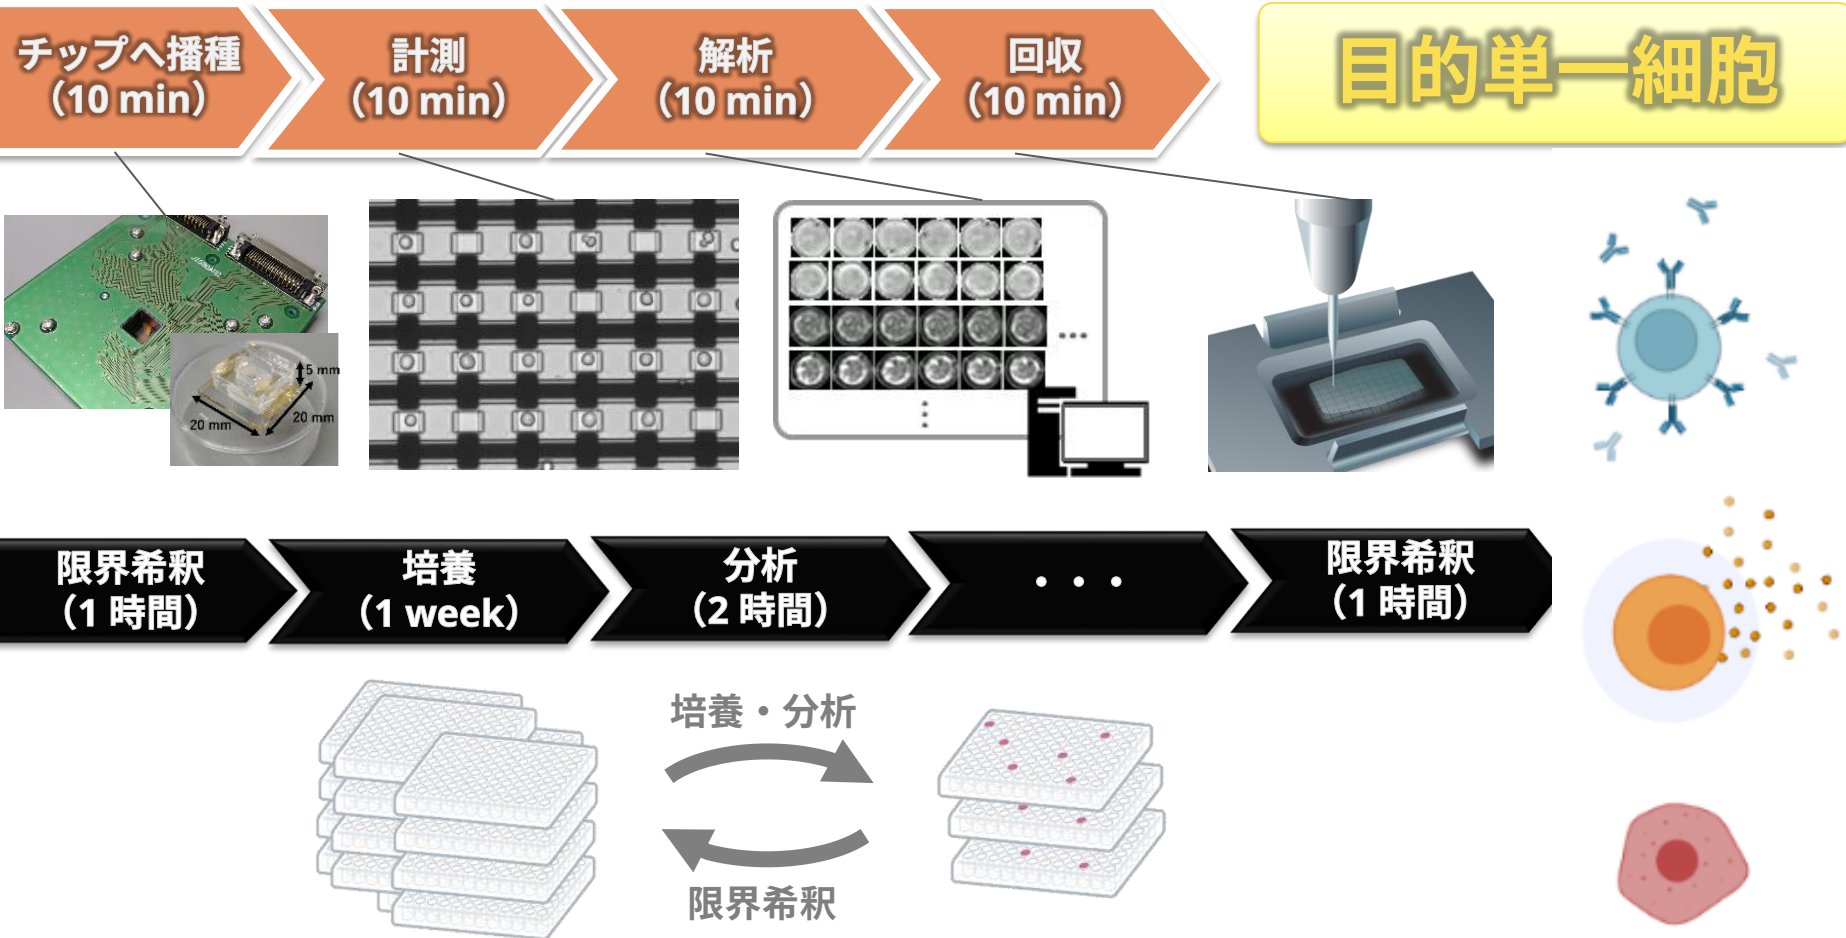 チップへ播種
（10 min）
計測
（10 min）
解析
（10 min）
回収
（10 min）
目的単一細胞
5 mm
20 mm
20 mm
…
⋮
限界希釈
（1 時間）
培養
（1 week）
分析
（2 時間）
・・・
限界希釈
（1 時間）
培養・分析
限界希釈